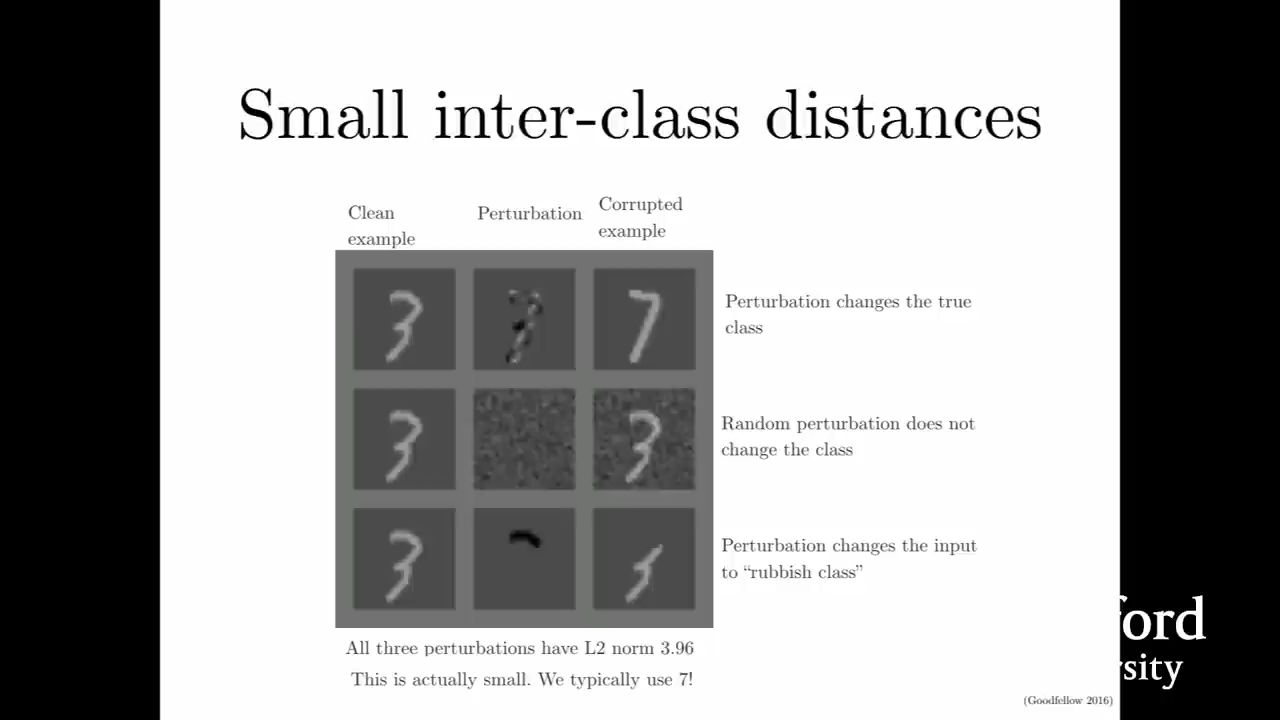 Small inter-class distances
Clean
example
Perturbation
Corrupted
example
Perturbation changes the true
class
Random perturbation does not
change the class
Perturbation changes the input
to “rubbish class”
All three perturbations have L2 norm 3.96
This is actually small. We typically use 7!
(Goodfellow 2016)
ford
rsity